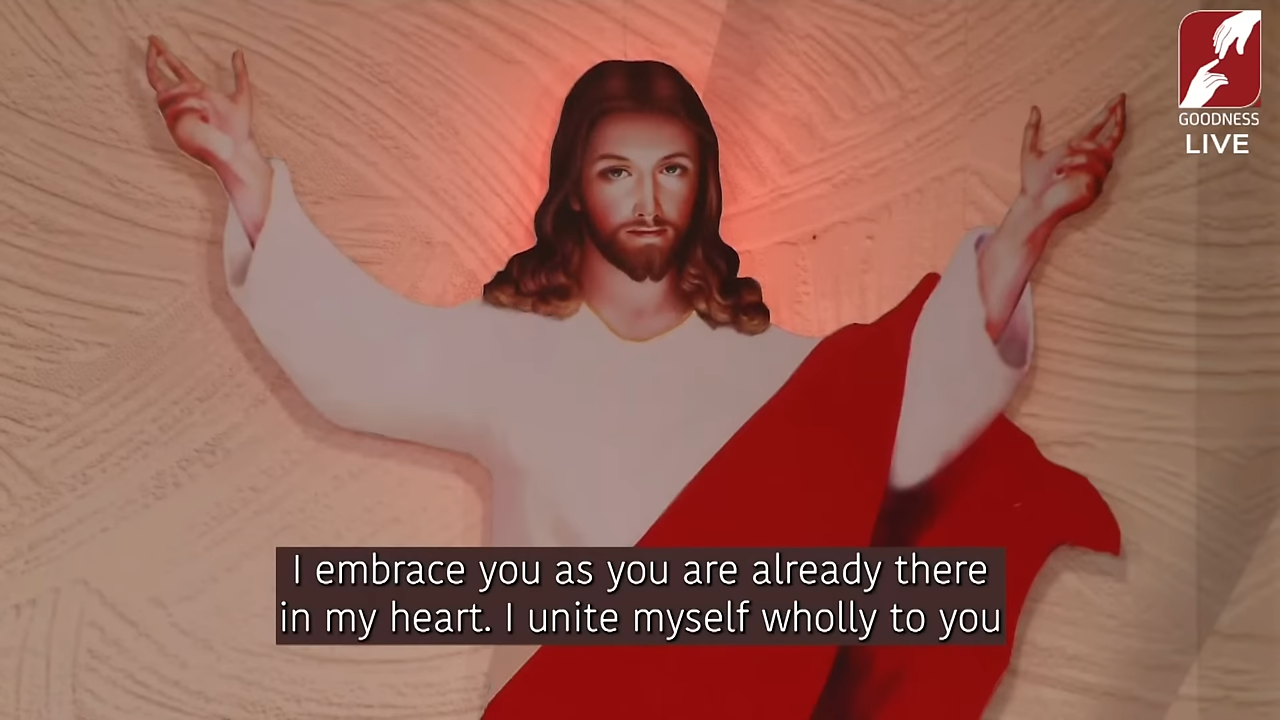 GOODNESS
LIVE
I embrace you as you are already there
in my heart. I unite myself wholly to you